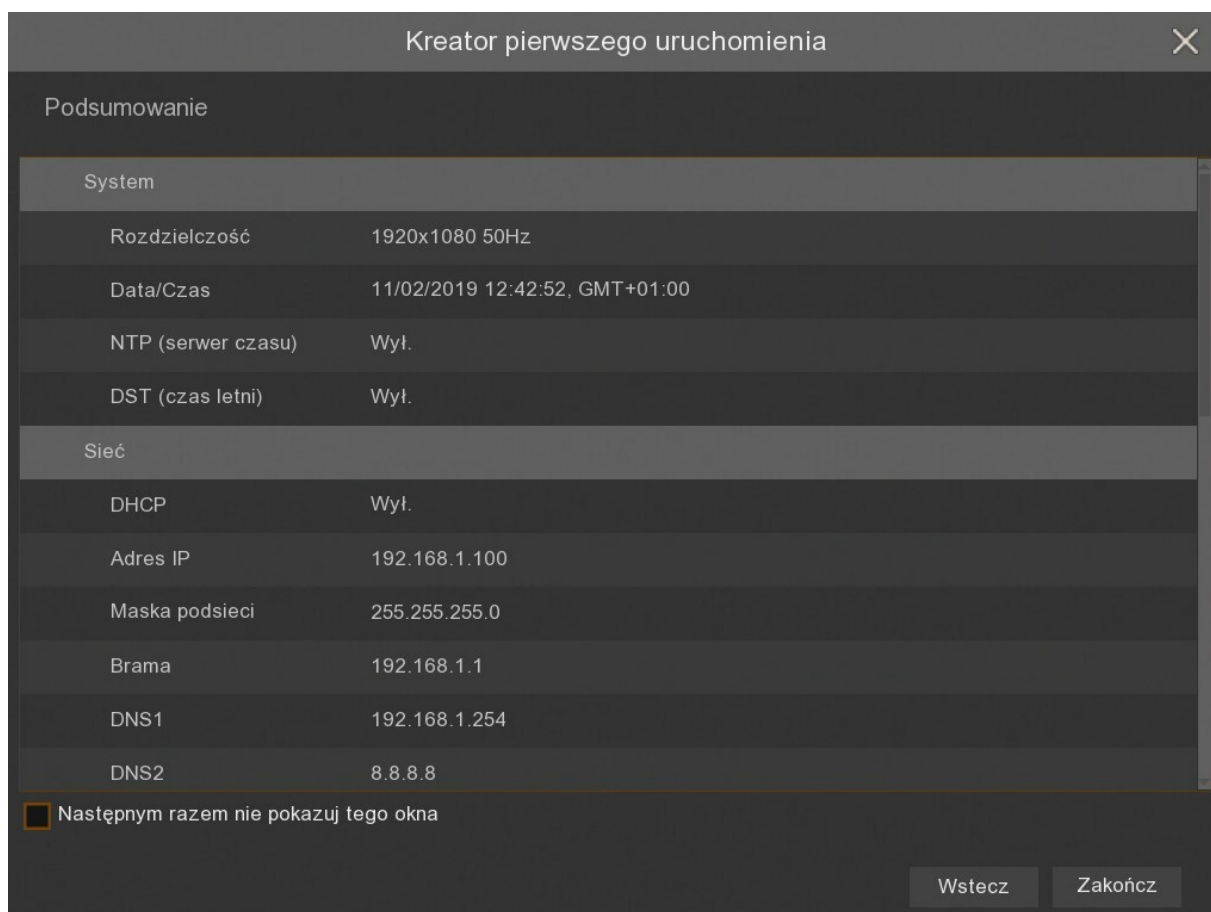 Kreator pierwszego uruchomienia
Podsumowanie
System
Rozdzielczość 1920x1080 50Hz
Data/Czas 11/02/2019 12:42:52, GMT+01:00
NTP (serwer czasu) Wył.
DST (czas letni) Wył.
Sieć
DHCP Wył.
Adres IP 192.168.1.100
Maska podsieci 255.255.255.0
Brama 192.168.1.1
DNS1 192.168.1.254
DNS2 8.8.8.8
Następnym razem nie pokazuj tego okna
Wstecz Zakończ